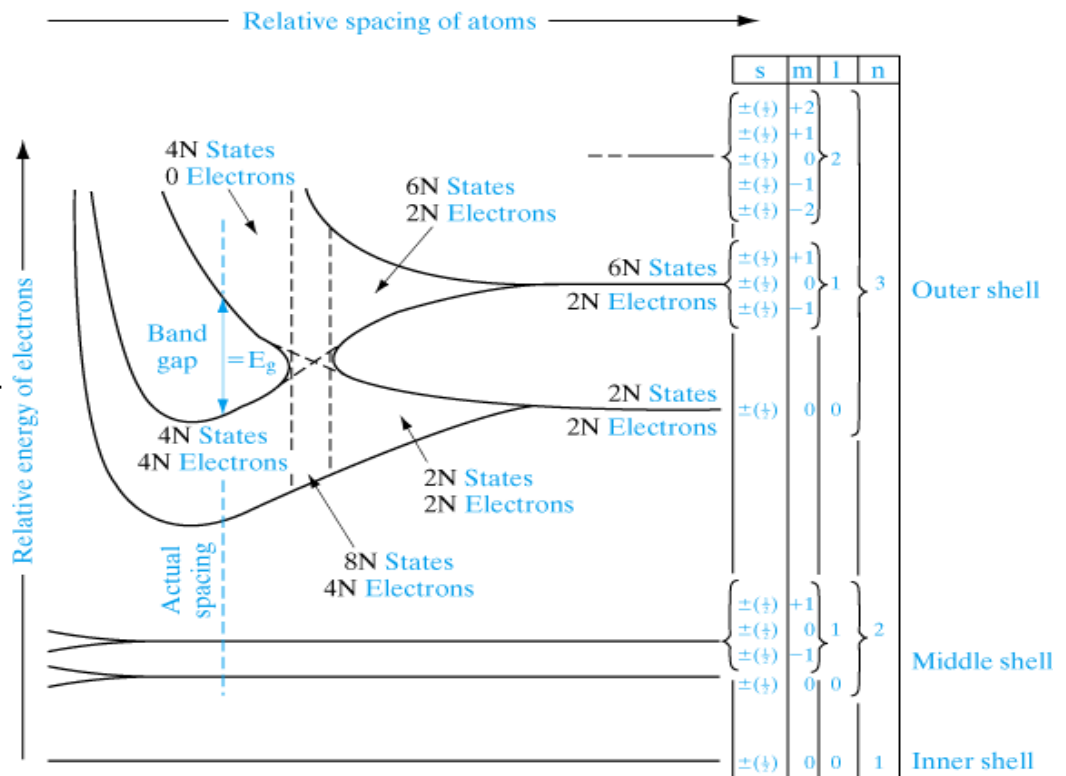 Relative spacing of atoms
s m l n
±(½) +2
±(½) +1
±(½) 0 2
±(½) −1
±(½) −2
4N States
0 Electrons
6N States
2N Electrons
±(½) +1
6N States ±(½) 0 1 3
2N Electrons ±(½) −1
Outer shell
Band
gap
= Eg
2N States
±(½) 0 0
2N Electrons
4N States
4N Electrons
2N States
2N Electrons
8N States
4N Electrons
Actual
spacing
Relative energy of electrons
±(½) +1
±(½) 0 1 2
±(½) −1
±(½) 0 0
Middle shell
±(½) 0 0 1
Inner shell